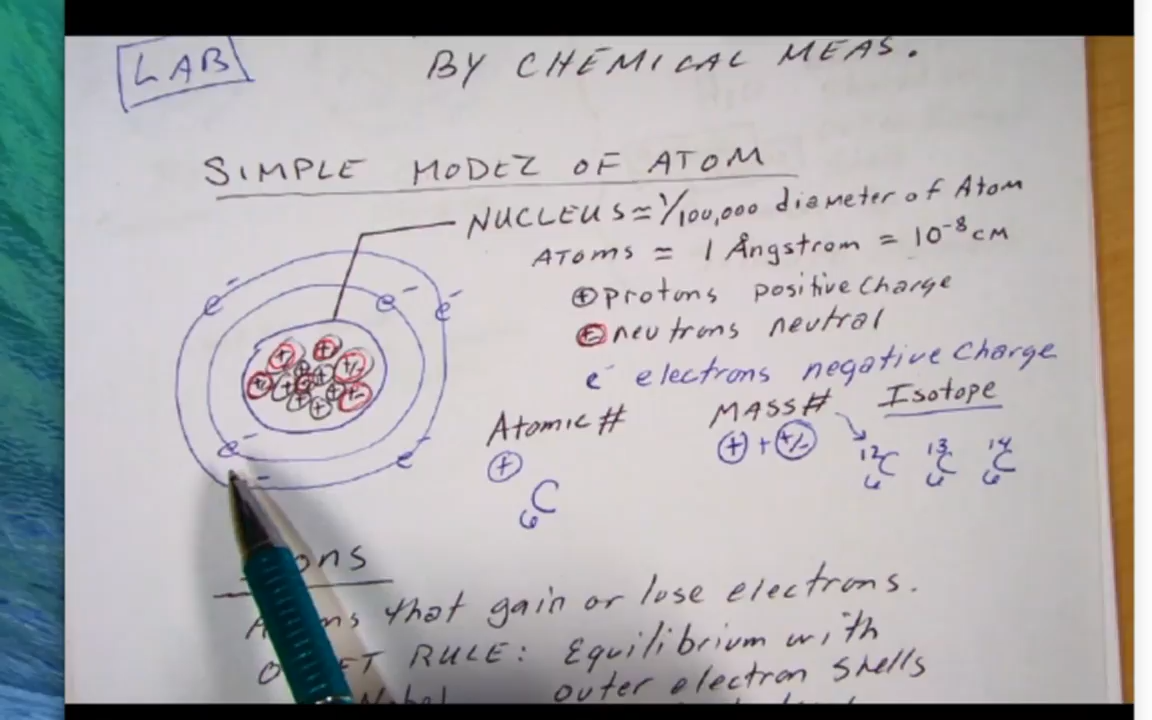 LAB
BY CHEMICAL MEAS.
SIMPLE MODEL OF ATOM
NUCLEUS ≃ 1/100,000 diameter of Atom
ATOMS ≃ 1 Ångstrom = 10⁻⁸ cm
⊕ protons positive charge
neutrons neutral
e⁻ electrons negative charge
e⁻ e⁻ e⁻
e⁻ e⁻
Atomic # MASS # Isotope
⊕ ⊕ + (+/-) ¹²₆C ¹³₆C ¹⁴₆C
₆C
ons
that gain or lose electrons.
RULE: Equilibrium with
outer electron shells